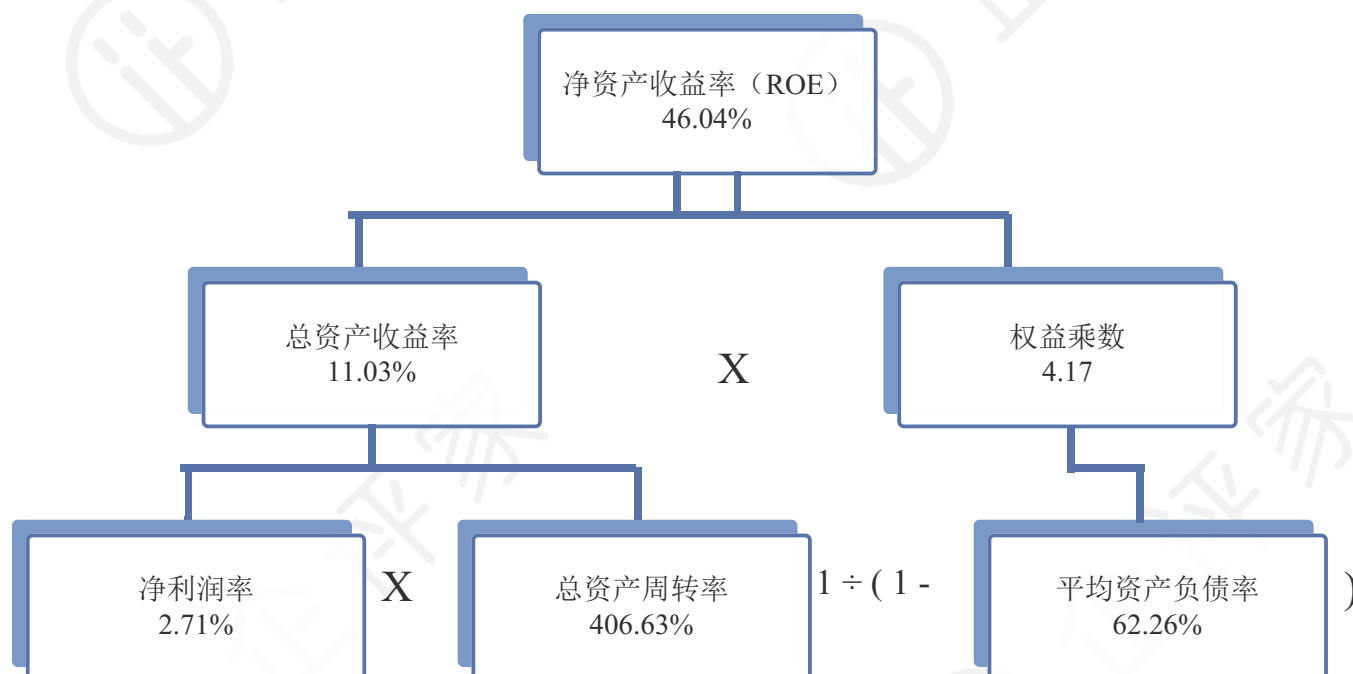 净资产收益率（ROE）
46.04%
总资产收益率
11.03%
X
权益乘数
4.17
净利润率
2.71%
X
总资产周转率
406.63%
1 ÷ ( 1 -
平均资产负债率
62.26%
)